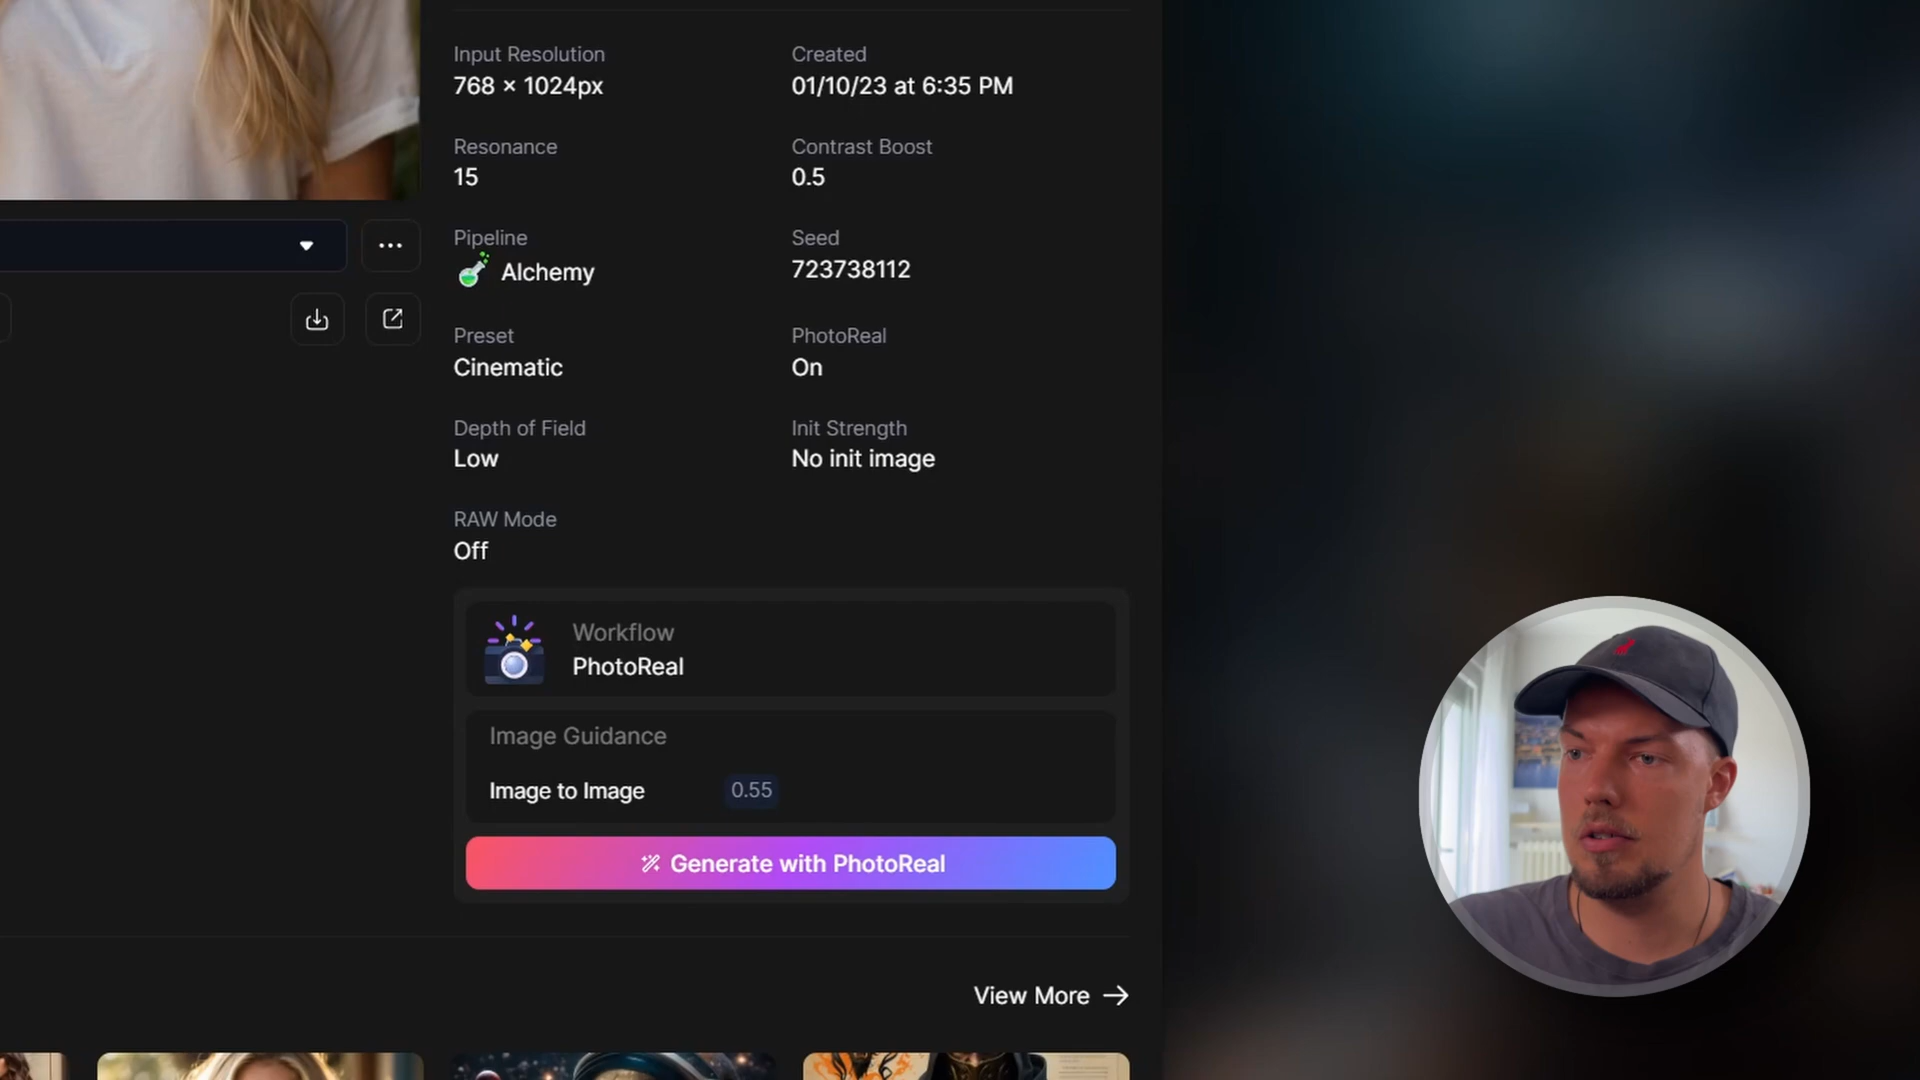 Input Resolution
768 × 1024px
Created
01/10/23 at 6:35 PM
Resonance
15
Contrast Boost
0.5
Pipeline
Alchemy
Seed
723738112
Preset
Cinematic
PhotoReal
On
Depth of Field
Low
Init Strength
No init image
RAW Mode
Off
Workflow
PhotoReal
Image Guidance
Image to Image 0.55
Generate with PhotoReal
View More